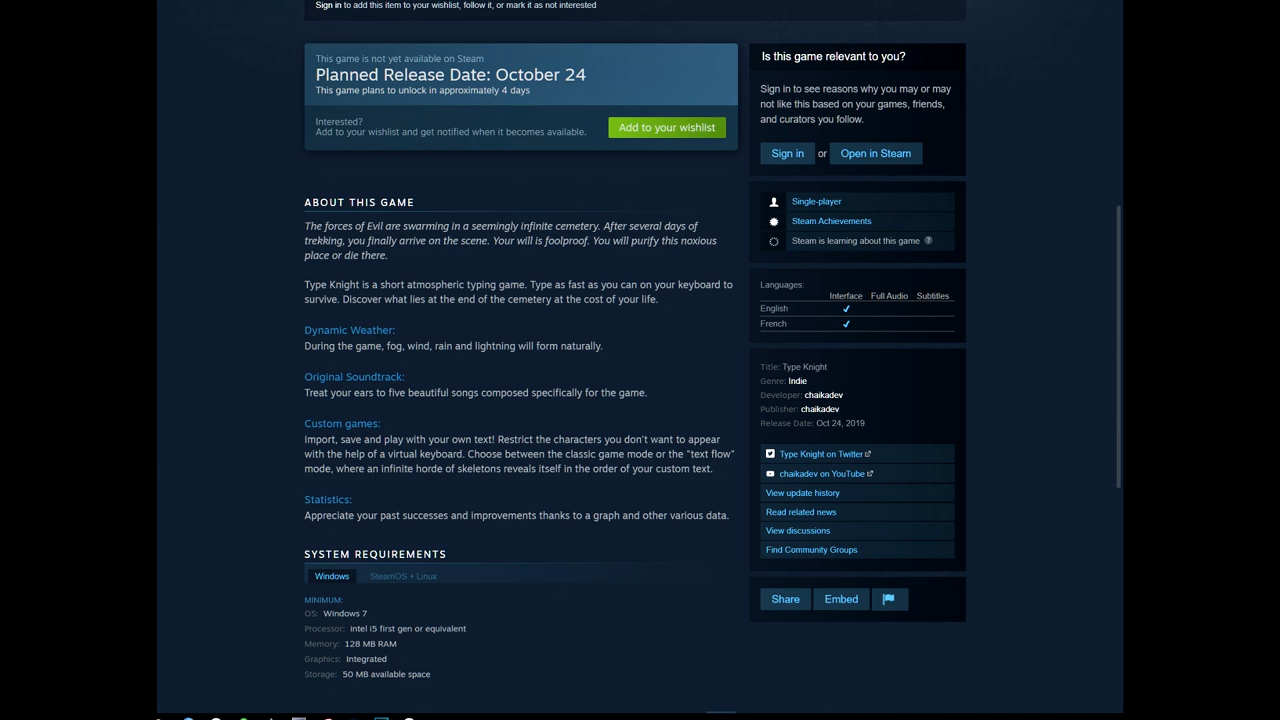 Sign in to add this item to your wishlist, follow it, or mark it as not interested
This game is not yet available on Steam
Planned Release Date: October 24
This game plans to unlock in approximately 4 days
Interested?
Add to your wishlist and get notified when it becomes available.
Add to your wishlist
ABOUT THIS GAME
The forces of Evil are swarming in a seemingly infinite cemetery. After several days of
trekking, you finally arrive on the scene. Your will is foolproof. You will purify this noxious
place or die there.
Type Knight is a short atmospheric typing game. Type as fast as you can on your keyboard to
survive. Discover what lies at the end of the cemetery at the cost of your life.
Dynamic Weather:
During the game, fog, wind, rain and lightning will form naturally.
Original Soundtrack:
Treat your ears to five beautiful songs composed specifically for the game.
Custom games:
Import, save and play with your own text! Restrict the characters you don't want to appear
with the help of a virtual keyboard. Choose between the classic game mode or the "text flow"
mode, where an infinite horde of skeletons reveals itself in the order of your custom text.
Statistics:
Appreciate your past successes and improvements thanks to a graph and other various data.
SYSTEM REQUIREMENTS
Windows SteamOS + Linux
MINIMUM:
OS: Windows 7
Processor: intel i5 first gen or equivalent
Memory: 128 MB RAM
Graphics: Integrated
Storage: 50 MB available space
Is this game relevant to you?
Sign in to see reasons why you may or may
not like this based on your games, friends,
and curators you follow.
Sign in or Open in Steam
Single-player
Steam Achievements
Steam is learning about this game ?
Languages:
Interface Full Audio Subtitles
English ✔
French ✔
Title: Type Knight
Genre: Indie
Developer: chaikadev
Publisher: chaikadev
Release Date: Oct 24, 2019
Type Knight on Twitter
chaikadev on YouTube
View update history
Read related news
View discussions
Find Community Groups
Share Embed